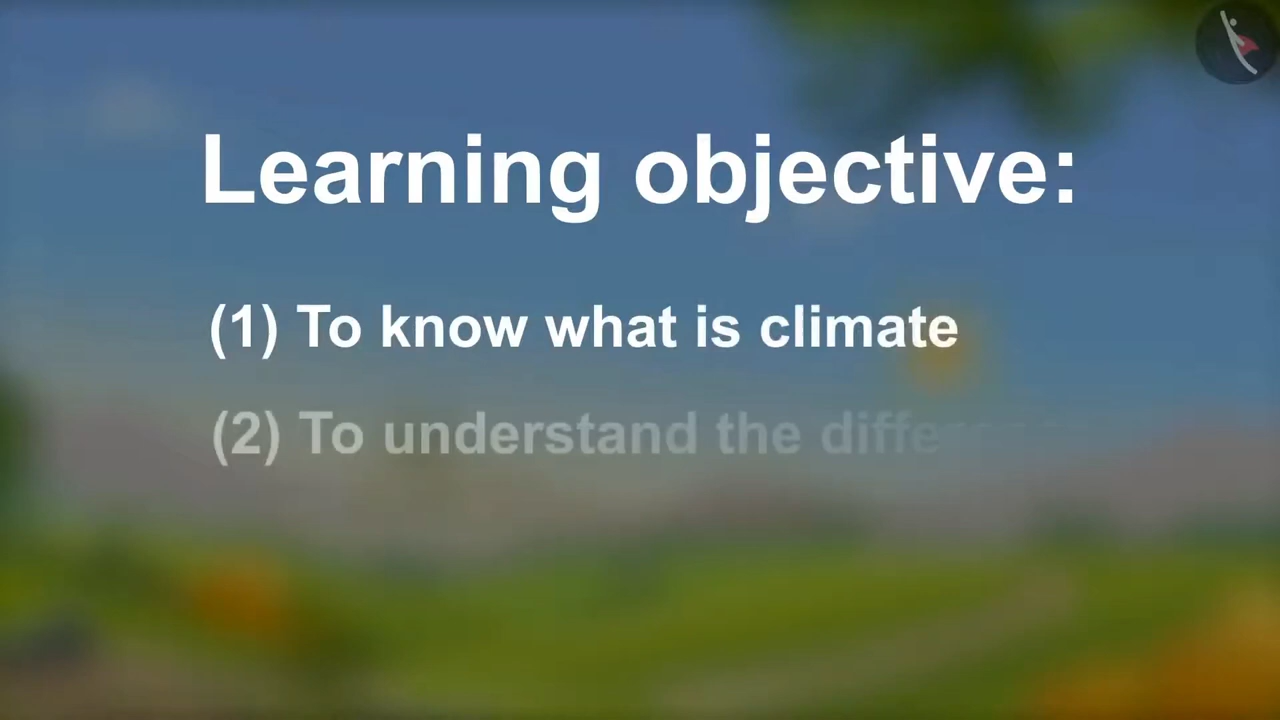 Learning objective:
(1) To know what is climate
(2) To understand the